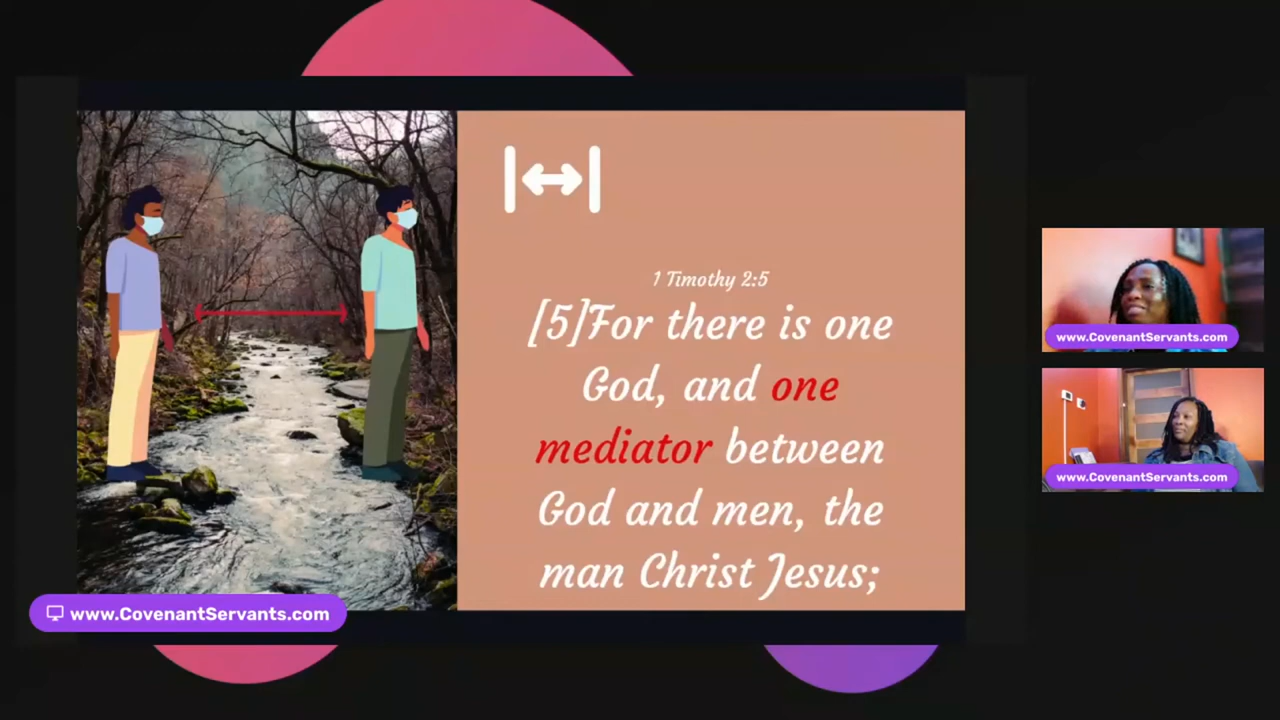 1 Timothy 2:5
[5]For there is one
God, and one
mediator between
God and men, the
man Christ Jesus;
www.CovenantServants.com
www.CovenantServants.com
www.CovenantServants.com